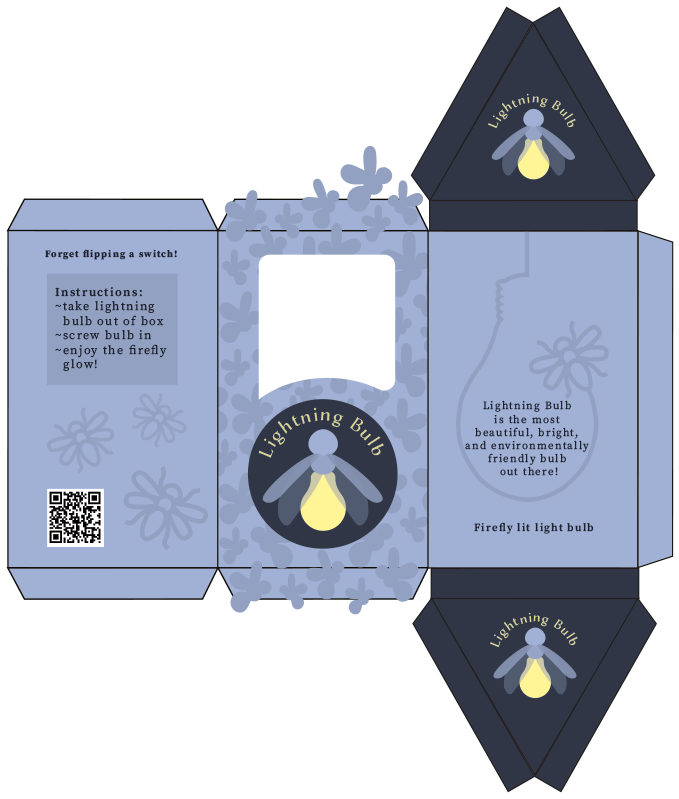 Lightning Bulb
Forget flipping a switch!
Instructions:
~take lightning
bulb out of box
~screw bulb in
~enjoy the firefly
glow!
Lightning Bulb
Lightning Bulb
is the most
beautiful, bright,
and environmentally
friendly bulb
out there!
Firefly lit light bulb
Lightning Bulb